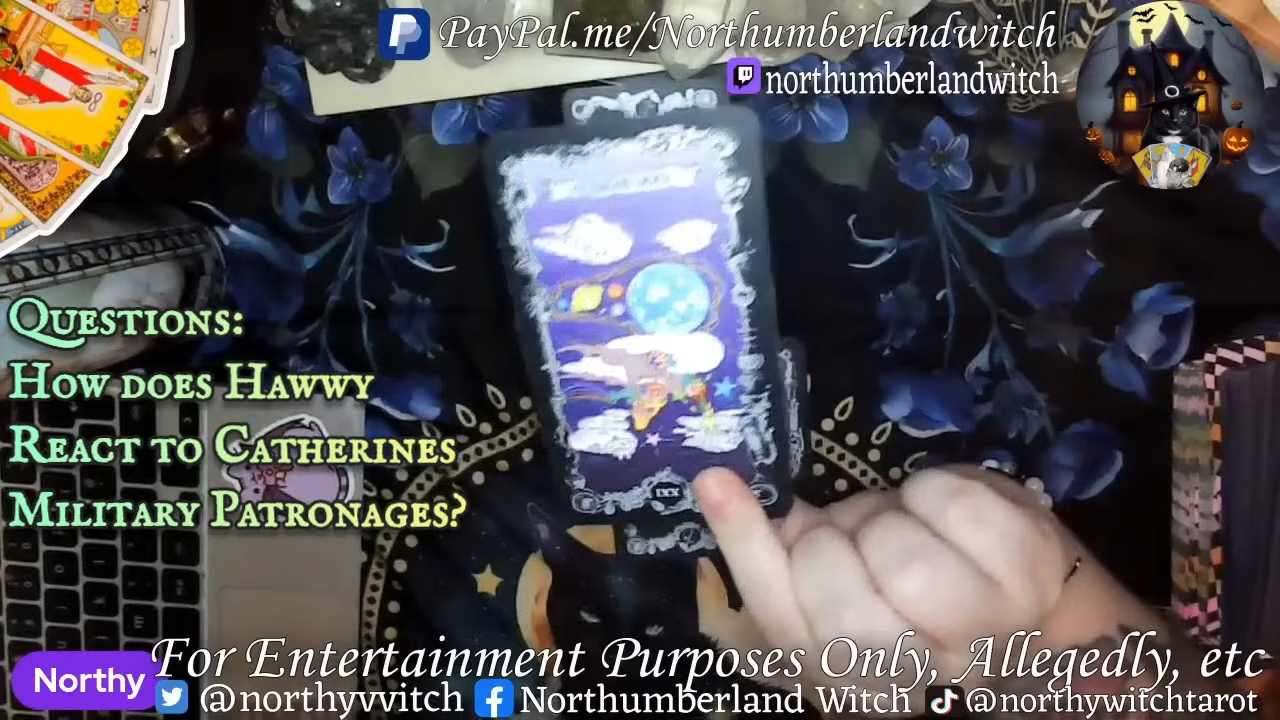 PayPal.me/Northumberlandwitch
northumberlandwitch
Questions:
How does Hawwy
React to Catherines
Military Patronages?
XXI
For Entertainment Purposes Only, Allegedly, etc
Northy
@northyvvitch
Northumberland Witch
@northywitchtarot